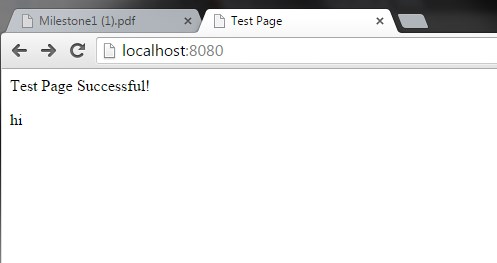 Milestone1 (1).pdf
Test Page
localhost:8080
Test Page Successful!
hi